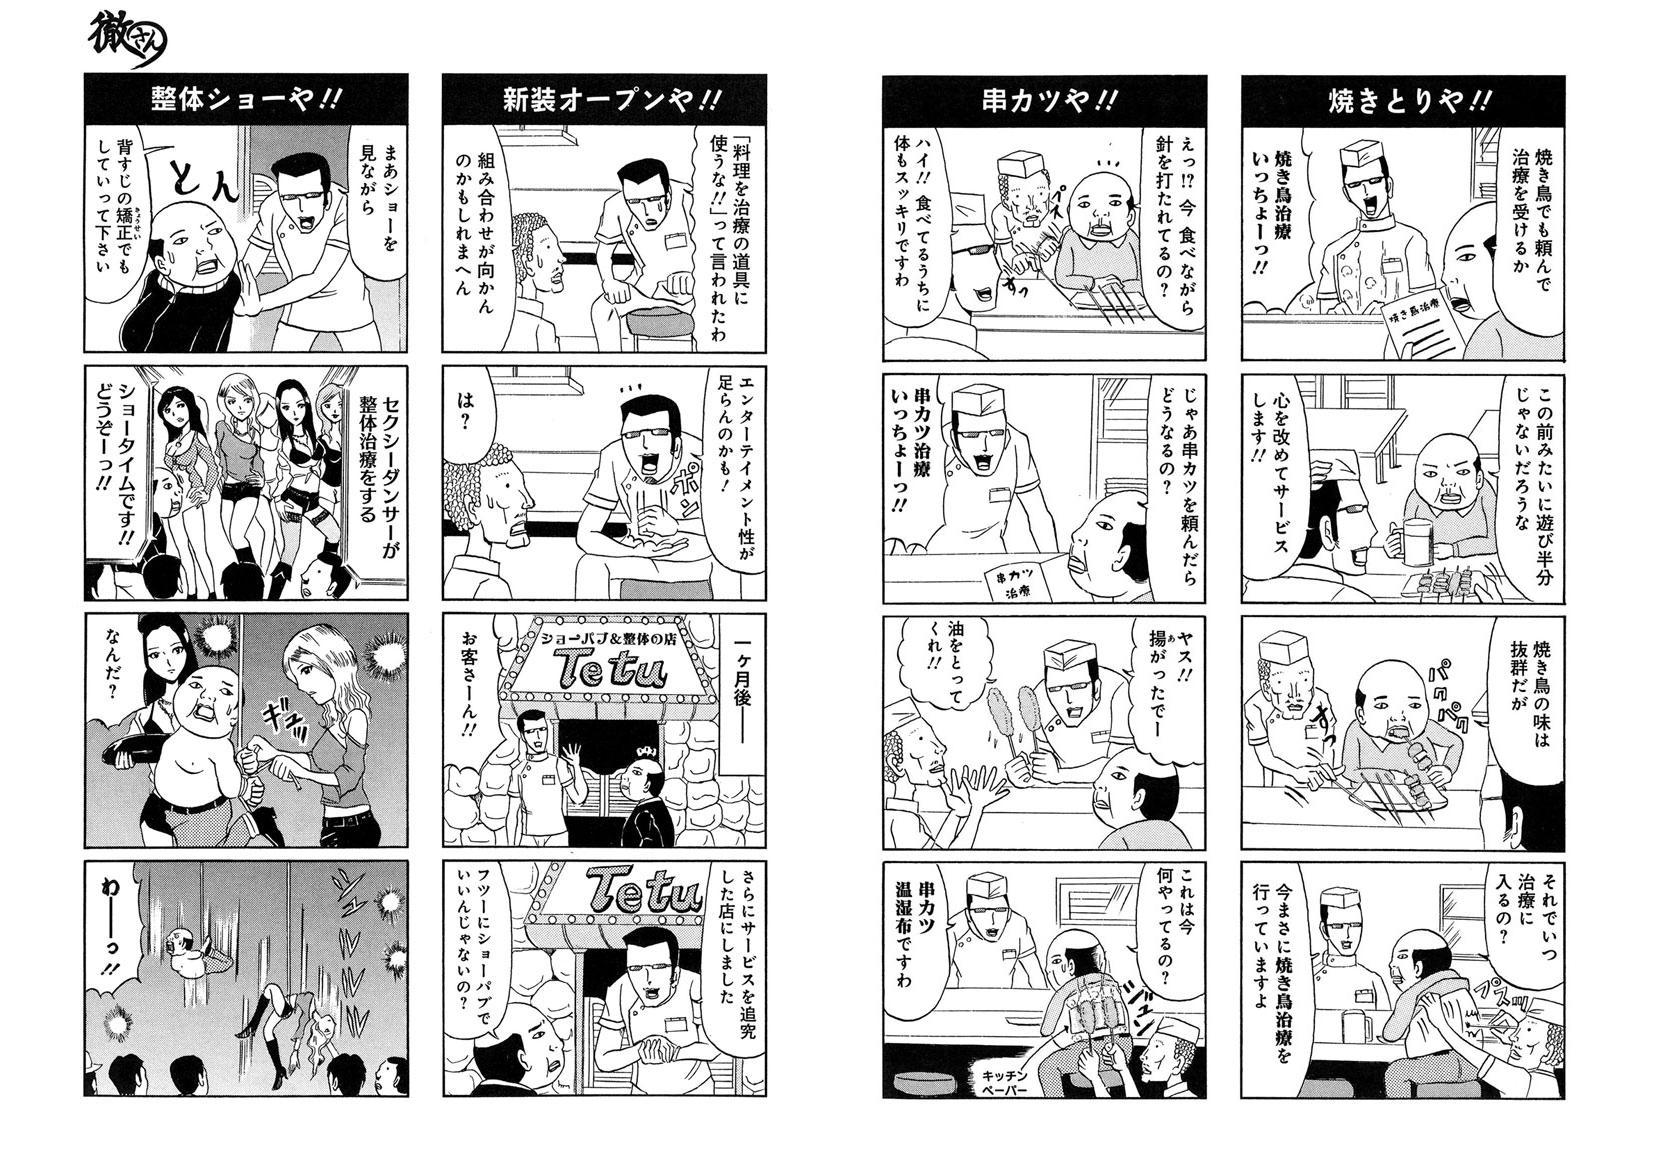 徹さん
焼きとりや!!
焼き鳥でも頼んで
治療を受けるか
焼き鳥治療
いっちょーっ!!
焼き鳥治療
この前みたいに遊び半分
じゃないだろうな
心を改めてサービス
します!!
焼き鳥の味は
抜群だが
パク
パク
パク
すっ
それでいつ
治療に
入るの?
今まさに焼き鳥治療を
行っていますよ
プスッ
串カツや!!
えっ!?今 食べながら
針を打たれてるの?
ハイ!!食べてるうちに
体もスッキリですわ
プス
すっ
じゃあ串カツを頼んだら
どうなるの?
串カツ治療
いっちょーっ!!
串カツ
治療
ヤス!!
揚がったでー
あ
油をとって
くれ!!
これは今
何やってるの?
串カツ
温湿布ですわ
ジュン
キッチン
ペーパー
新装オープンや!!
「料理を治療の道具に
使うな!!」って言われたわ
組み合わせが向かん
のかもしれまへん
エンターテイメント性が
足らんのかも!
ポン
は?
一ヶ月後──
ショーパブ&整体の店
Tetu
お客さーん!!
Tetu
さらにサービスを追究
した店にしました
フツーにショーパブで
いいんじゃないの?
整体ショーや!!
まあショーを
見ながら
とん
背すじの矯正でも
きょうせい
していって下さい
セクシーダンサーが
整体治療をする
ショータイムです!!
どうぞーっ!!
なんだ?
ギュッ
わ──っ!!